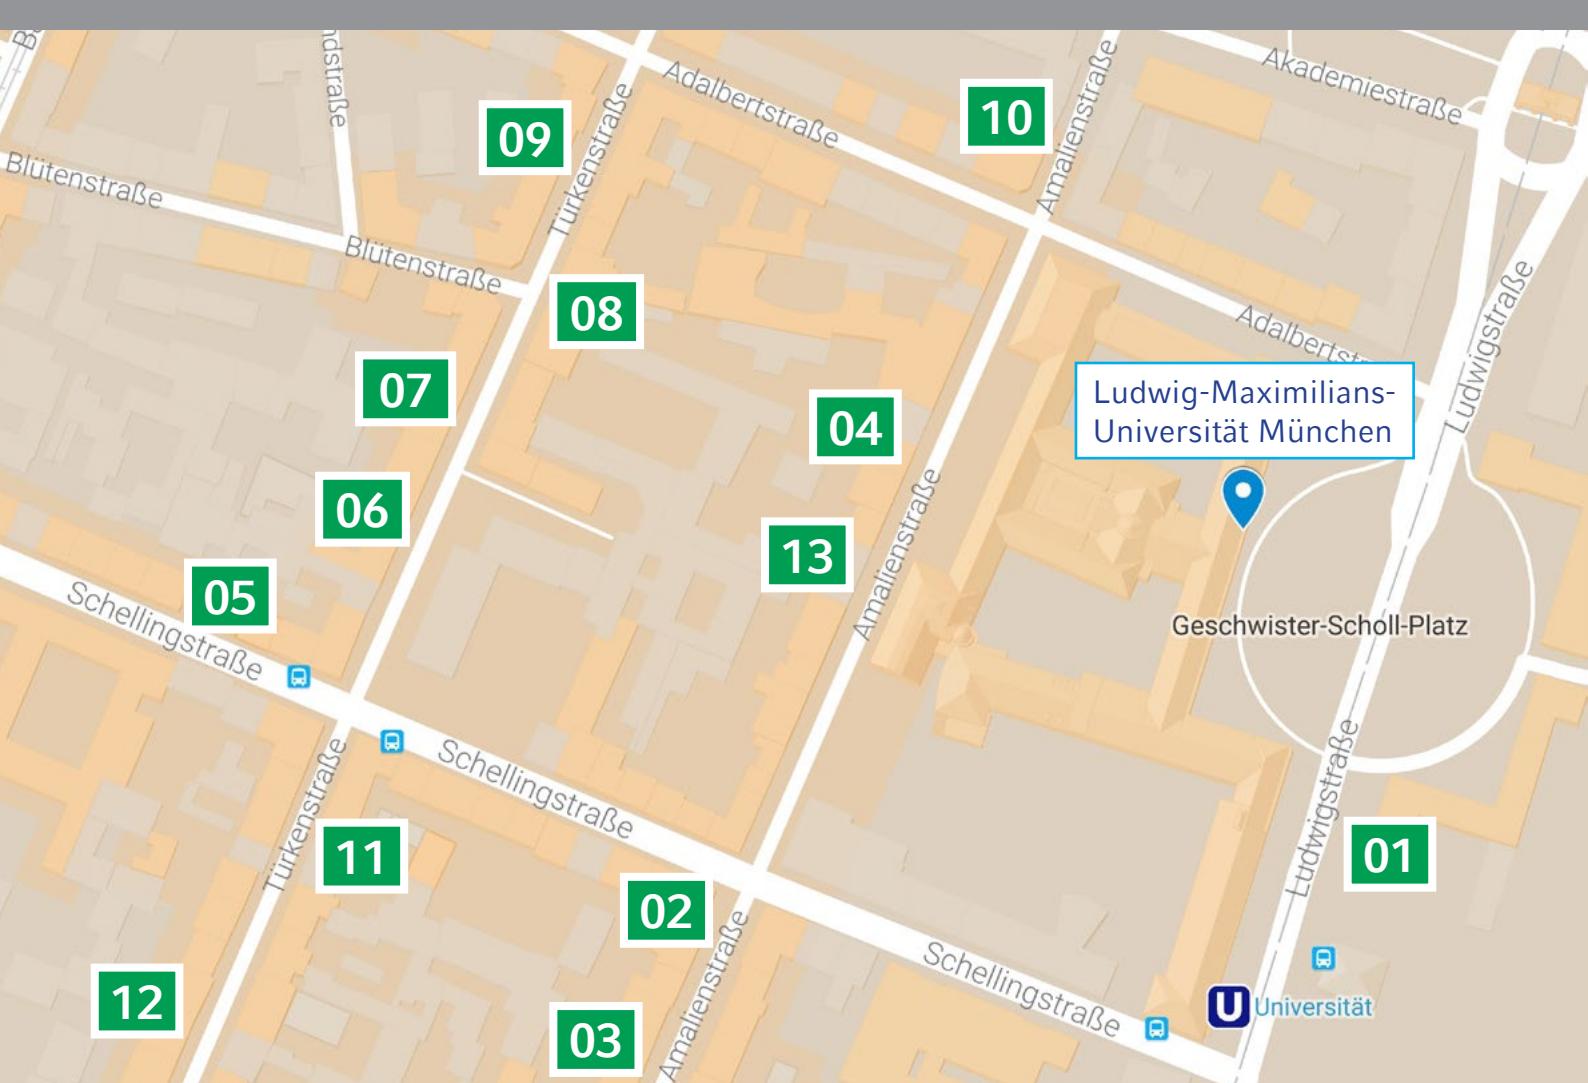 ndstraße
Akademiestraße
Adalbertstraße
Türkenstraße
Amalienstraße
09
10
Blütenstraße
Blütenstraße
08
Adalbertstr
Ludwigstraße
07
Ludwig-Maximilians-
Universität München
04
06
Amalienstraße
13
05
Schellingstraße
Geschwister-Scholl-Platz
Schellingstraße
Türkenstraße
Ludwigstraße
11
01
02
Amalienstraße
Schellingstraße
12
03
U Universität